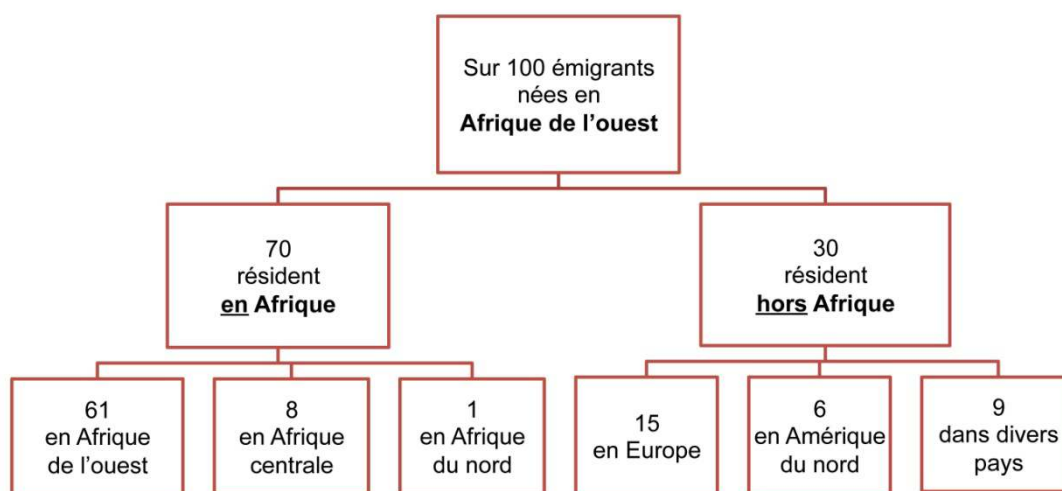 Sur 100 émigrants
nées en
Afrique de l'ouest
70
résident
en Afrique
30
résident
hors Afrique
61
en Afrique
de l'ouest
8
en Afrique
centrale
1
en Afrique
du nord
15
en Europe
6
en Amérique
du nord
9
dans divers
pays